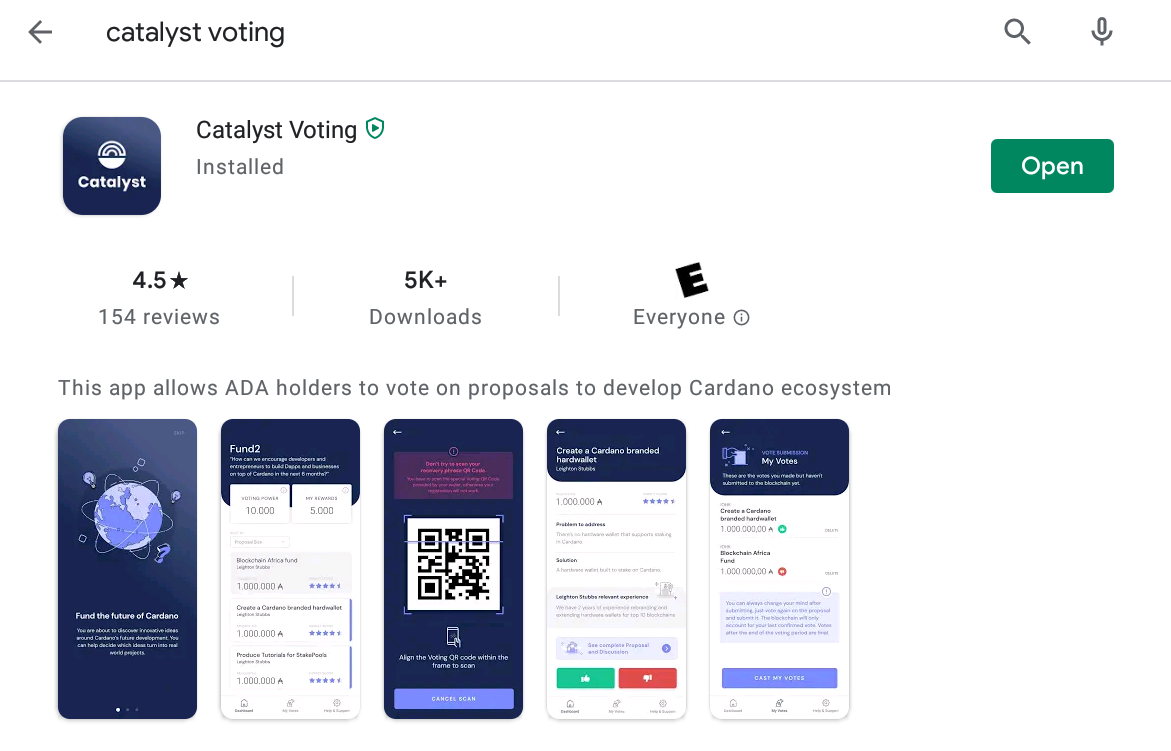 catalyst voting
Catalyst
Catalyst Voting
Installed
Open
4.5★
154 reviews
5K+
Downloads
E
Everyone
This app allows ADA holders to vote on proposals to develop Cardano ecosystem
SKIP
Fund the future of Cardano
You are about to discover innovative ideas
around Cardano's future development. You
can help decide which ideas turn into real
world projects.
Fund2
"How can we encourage developers and
entrepreneurs to build Dapps and businesses
on top of Cardano in the next 6 months?"
VOTING POWER
10.000
MY REWARDS
5.000
Proposal Size
Blockchain Africa fund
Leighton Stubbs
1.000.000 ₳
Create a Cardano branded hardwallet
Leighton Stubbs
1.000.000 ₳
Produce Tutorials for StakePools
Leighton Stubbs
1.000.000 ₳
Dashboard
My Votes
Help & Support
Don't try to scan your
recovery phrase QR Code.
You have to scan the special Voting QR Code
provided by your wallet, otherwise your
registration will not work.
Align the Voting QR code within the
frame to scan
CANCEL SCAN
Create a Cardano branded
hardwallet
Leighton Stubbs
1.000.000 ₳
Problem to address
There's no hardware wallet that supports staking
in Cardano
Solution
A hardware wallet built to stake on Cardano.
Leighton Stubbs relevant experience
We have 2 years of experience rebranding and
extending hardware wallets for top 10 blockchains
See complete Proposal
and Discussion
Dashboard
My Votes
Help & Support
VOTE SUBMISSION
My Votes
These are the votes you made but haven't
submitted to the blockchain yet.
Create a Cardano
branded hardwallet
1.000.000,00 ₳
DELETE
Blockchain Africa
Fund
1.000.000,00 ₳
DELETE
You can always change your mind after
submitting, just vote again on the proposal
and submit it. The blockchain will only
account for your last confirmed vote. Votes
after the end of the voting period are final.
CAST MY VOTES
Dashboard
My Votes
Help & Support